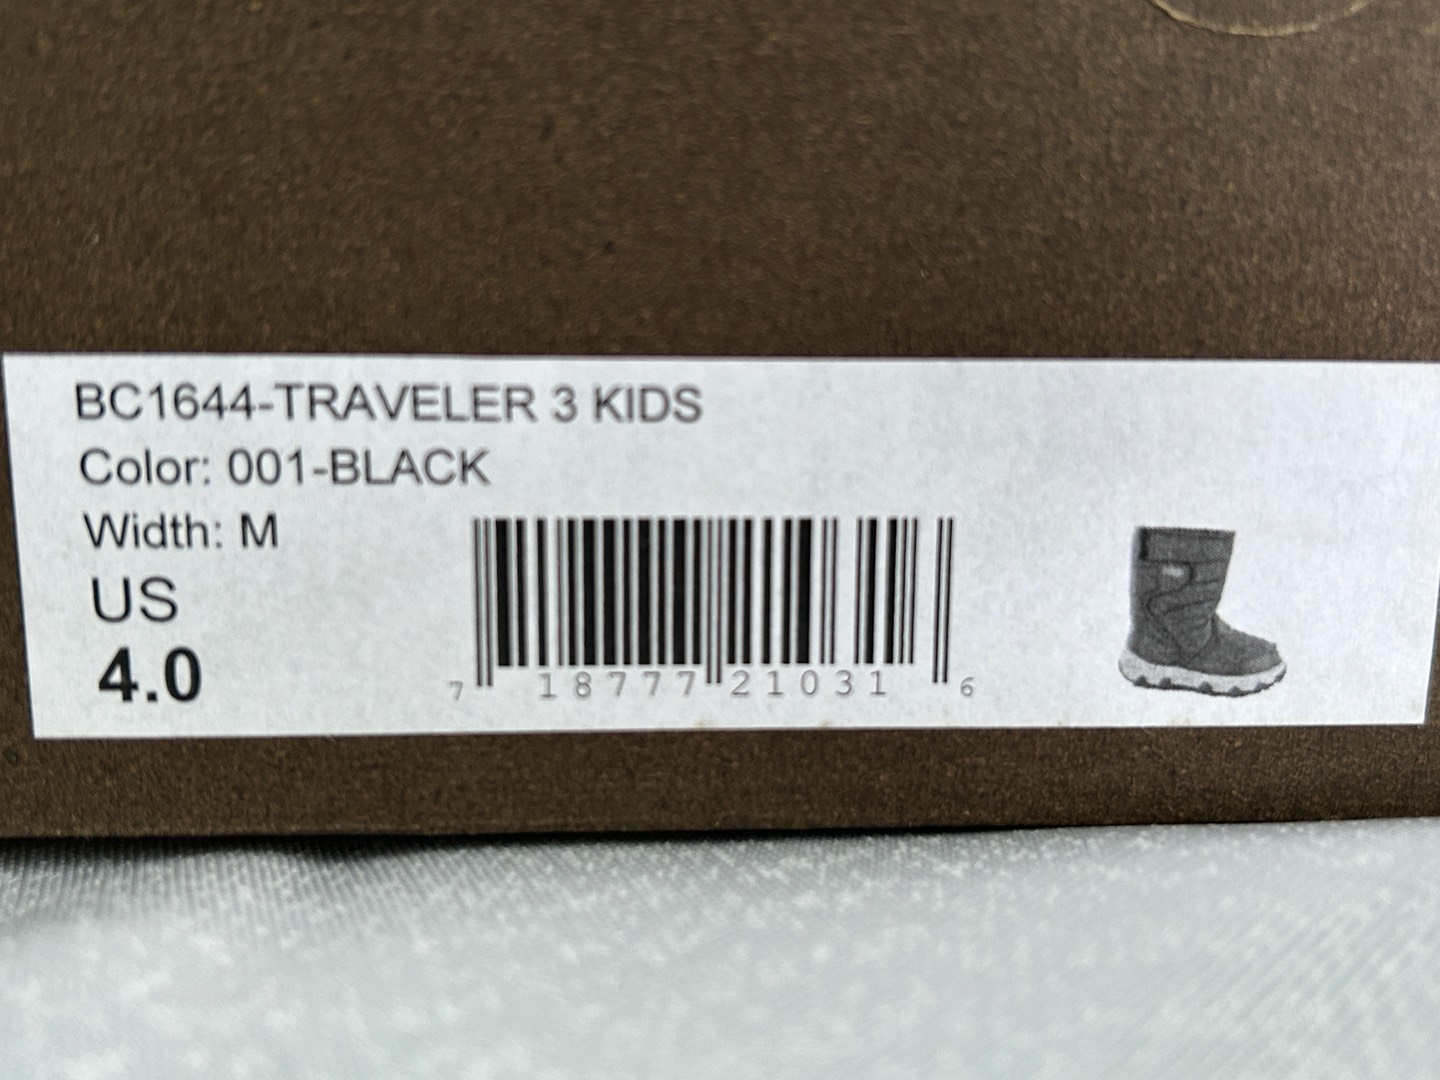 BC1644-TRAVELER 3 KIDS
Color: 001-BLACK
Width: M
US
4.0
7 18777 21031 6